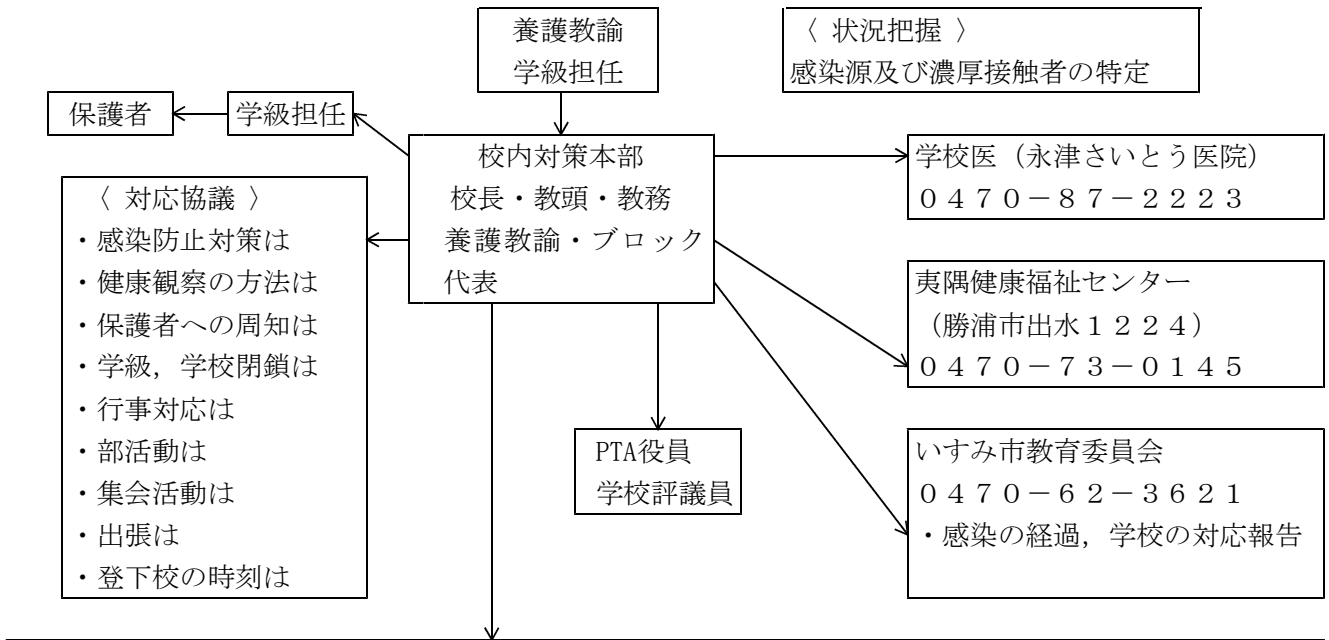 養護教諭
学級担任
〈 状況把握 〉
感染源及び濃厚接触者の特定
保護者
学級担任
校内対策本部
校長・教頭・教務
養護教諭・ブロック
代表
学校医（永津さいとう医院）
０４７０－８７－２２２３
〈 対応協議 〉
・感染防止対策は
・健康観察の方法は
・保護者への周知は
・学級，学校閉鎖は
・行事対応は
・部活動は
・集会活動は
・出張は
・登下校の時刻は
夷隅健康福祉センター
（勝浦市出水１２２４）
０４７０－７３－０１４５
PTA役員
学校評議員
いすみ市教育委員会
０４７０－６２－３６２１
・感染の経過，学校の対応報告